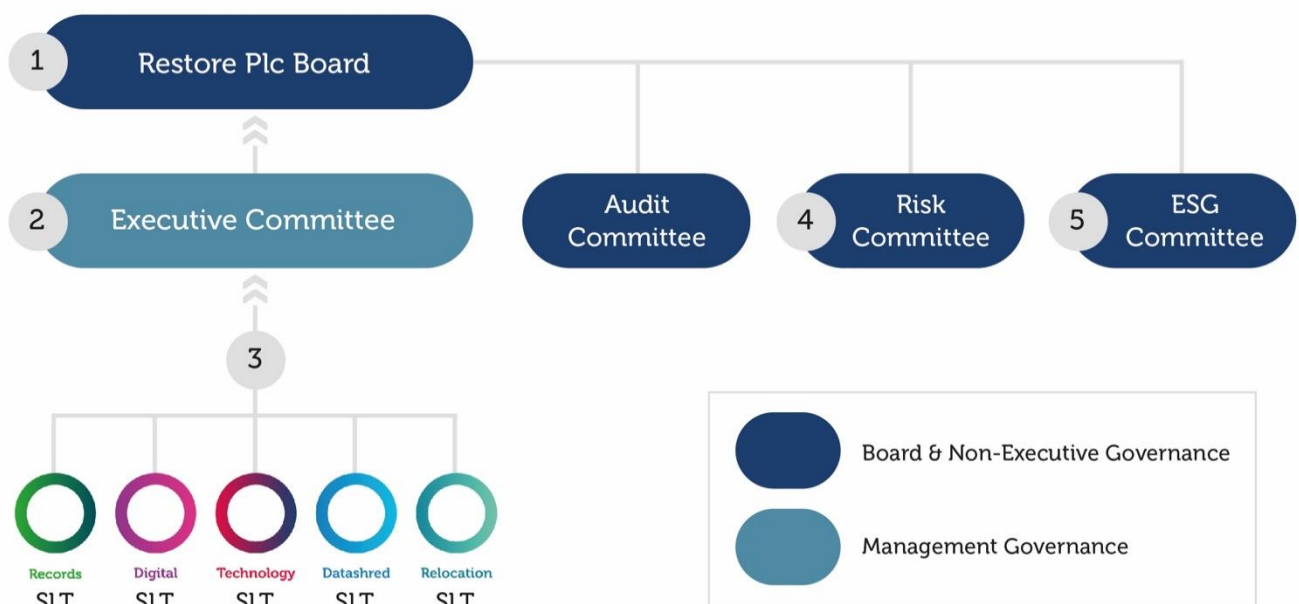 1
Restore Plc Board
2
Executive Committee
Audit
Committee
4
Risk
Committee
5
ESG
Committee
3
Records
SLT
Digital
SLT
Technology
SLT
Datashred
SLT
Relocation
SLT
Board & Non-Executive Governance
Management Governance